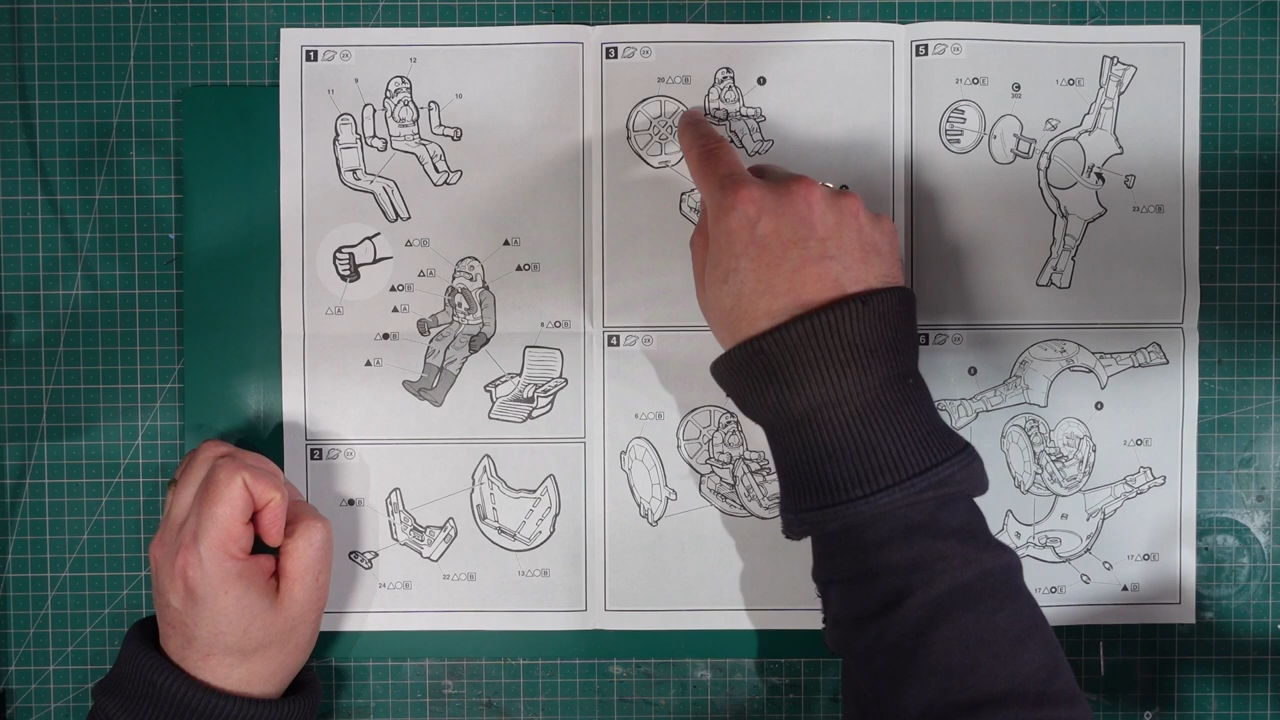 1 2X
12
9
11
10
△○D
▲A
△A
▲○B
▲○B
▲A
△A
△●B
▲A
8△○B
2 2X
△●B
24△○B
22△○B
13△○B
3 2X
20△○B
1
4 2X
6△○B
5 2X
21△○E
C
302
1△○E
23△○B
6 2X
4
2△○E
17△○E
17△○E
▲D